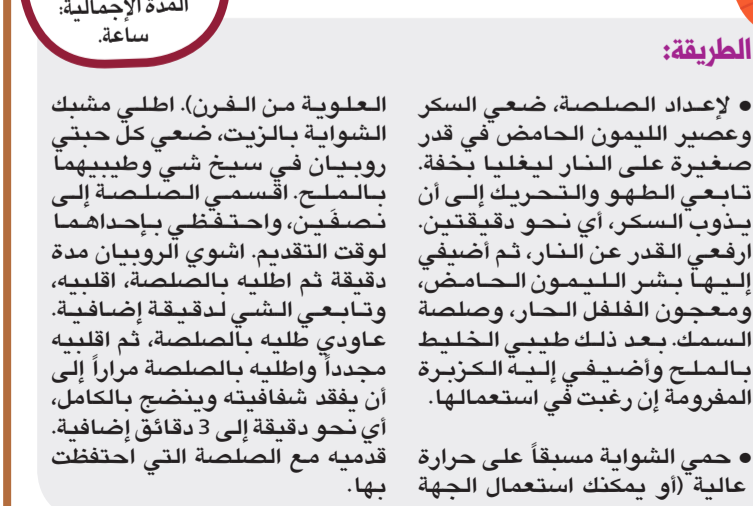 المدة الإجمالية:
ساعة.
الطريقة:
• لإعداد الصلصة، ضعي السكر
وعصير الليمون الحامض في قدر
صغيرة على النار ليغليا بخفة.
تابعي الطهو والتحريك إلى أن
يذوب السكر، أي نحو دقيقتين.
ارفعي القدر عن النار، ثم أضيفي
إليها بشر الليمون الحامض،
ومعجون الفلفل الحار، وصلصة
السمك. بعد ذلك طيبي الخليط
بالملح وأضيفي إليه الكزبرة
المفرومة إن رغبت في استعمالها.
• حمي الشواية مسبقاً على حرارة
عالية (أو يمكنك استعمال الجهة
العلوية من الفرن). اطلي مشبك
الشواية بالزيت، ضعي كل حبتي
روبيان في سيخ شي وطيبيهما
بالملح. اقسمي الصلصة إلى
نصفَين، واحتفظي بإحداهما
لوقت التقديم. اشوي الروبيان مدة
دقيقة ثم اطليه بالصلصة، اقلبيه،
وتابعي الشي لدقيقة إضافية.
عاودي طليه بالصلصة، ثم اقلبيه
مجدداً واطليه بالصلصة مراراً إلى
أن يفقد شفافيته وينضج بالكامل،
أي نحو دقيقة إلى 3 دقائق إضافية.
قدميه مع الصلصة التي احتفظت
بها.